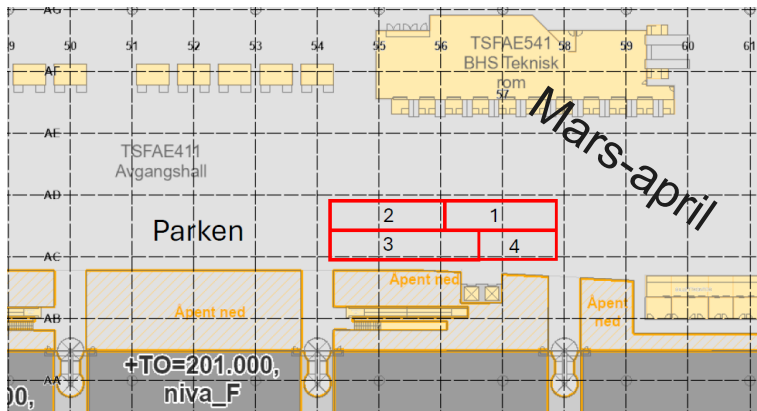 AG
9 50 51 52 53 54 55 56 57 58 59 60 61
TSFAE541
BHS Teknisk
rom
AF
Mars-april
AE
TSFAE411
Avgangshall
AD
2 1
Parken
3 4
AC
Åpent ned
Åpent ned
Åpent
ned
AB
+TO=201.000,
niva_F
AA
00,